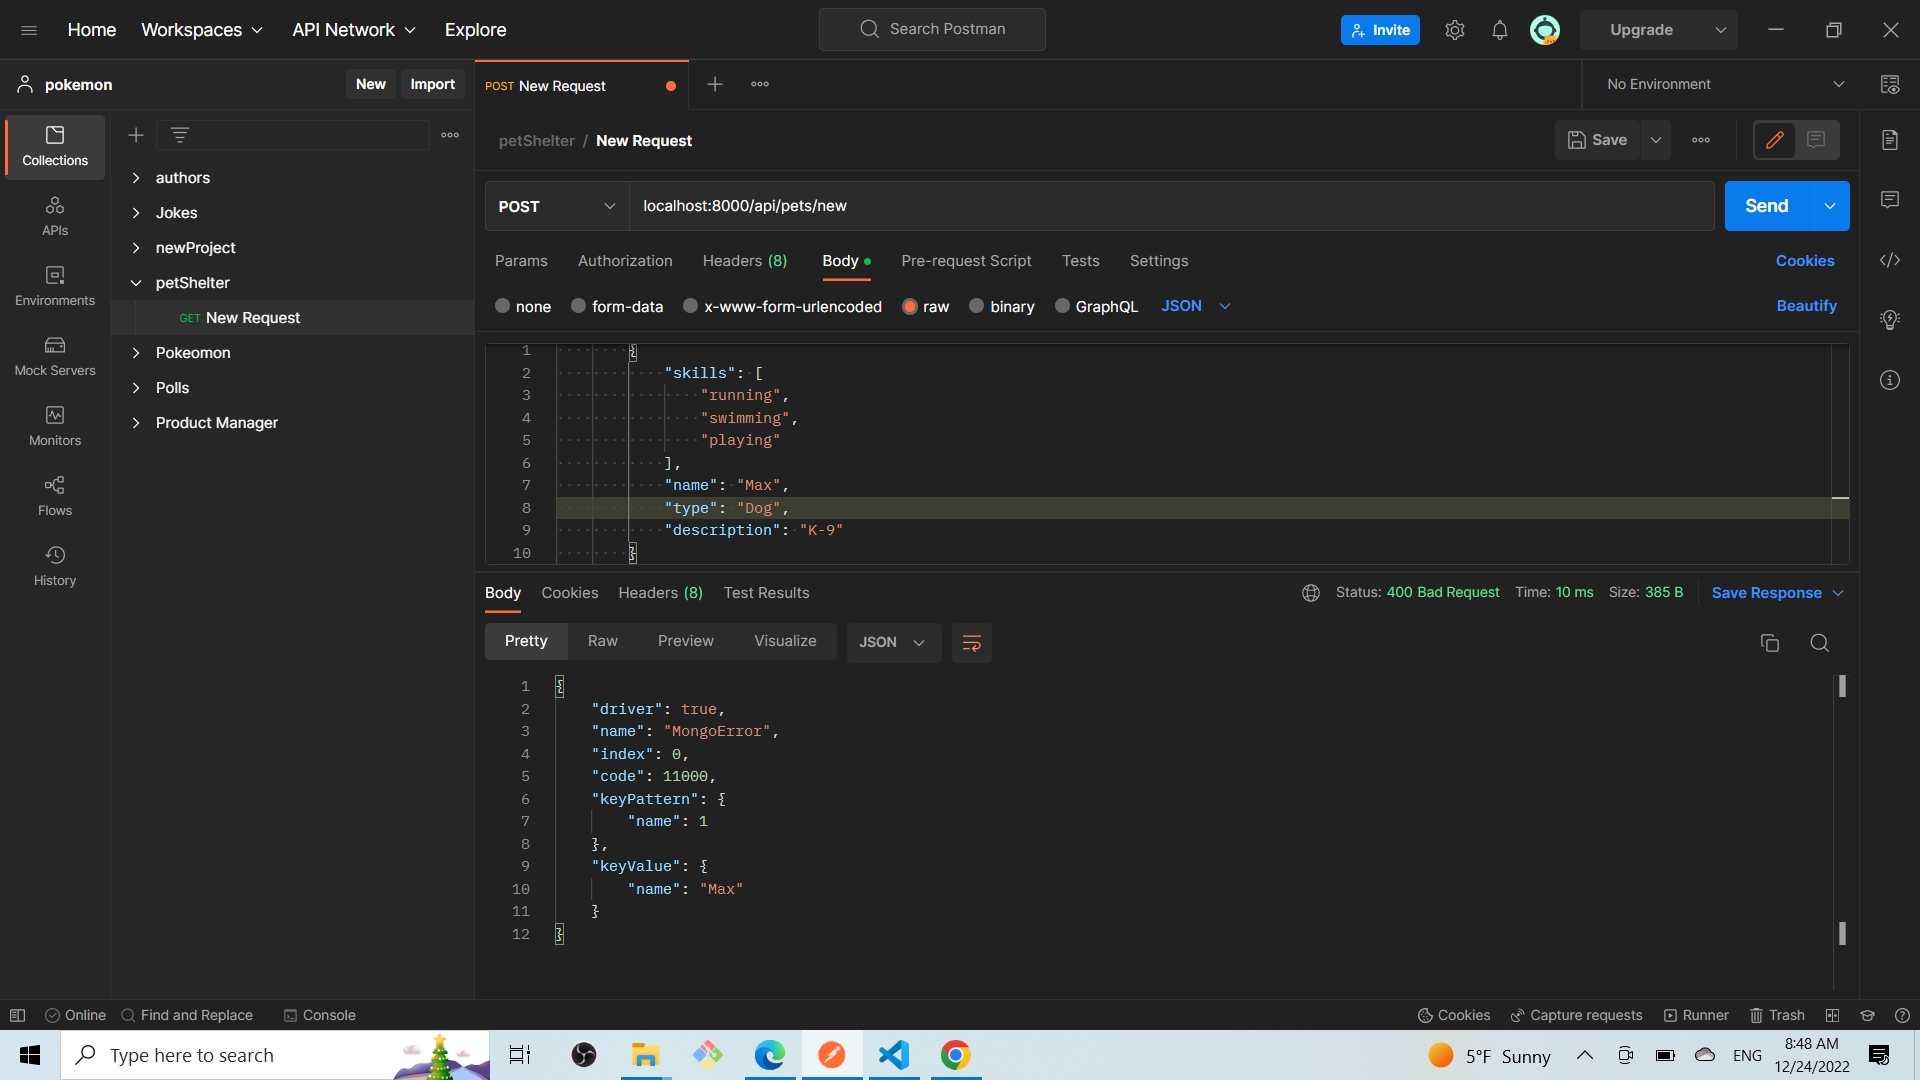 Home Workspaces API Network Explore Search Postman Invite Upgrade
pokemon New Import POST New Request No Environment
petShelter / New Request Save
Collections
APIs
Environments
Mock Servers
Monitors
Flows
History
authors
Jokes
newProject
petShelter
GET New Request
Pokeomon
Polls
Product Manager
POST localhost:8000/api/pets/new Send
Params Authorization Headers (8) Body Pre-request Script Tests Settings Cookies
none form-data x-www-form-urlencoded raw binary GraphQL JSON Beautify
1 {
2 "skills": [
3 "running",
4 "swimming",
5 "playing"
6 ],
7 "name": "Max",
8 "type": "Dog",
9 "description": "K-9"
10 }
Body Cookies Headers (8) Test Results Status: 400 Bad Request Time: 10 ms Size: 385 B Save Response
Pretty Raw Preview Visualize JSON
1 {
2 "driver": true,
3 "name": "MongoError",
4 "index": 0,
5 "code": 11000,
6 "keyPattern": {
7 "name": 1
8 },
9 "keyValue": {
10 "name": "Max"
11 }
12 }
Online Find and Replace Console Cookies Capture requests Runner Trash
Type here to search 5°F Sunny ENG 8:48 AM
12/24/2022